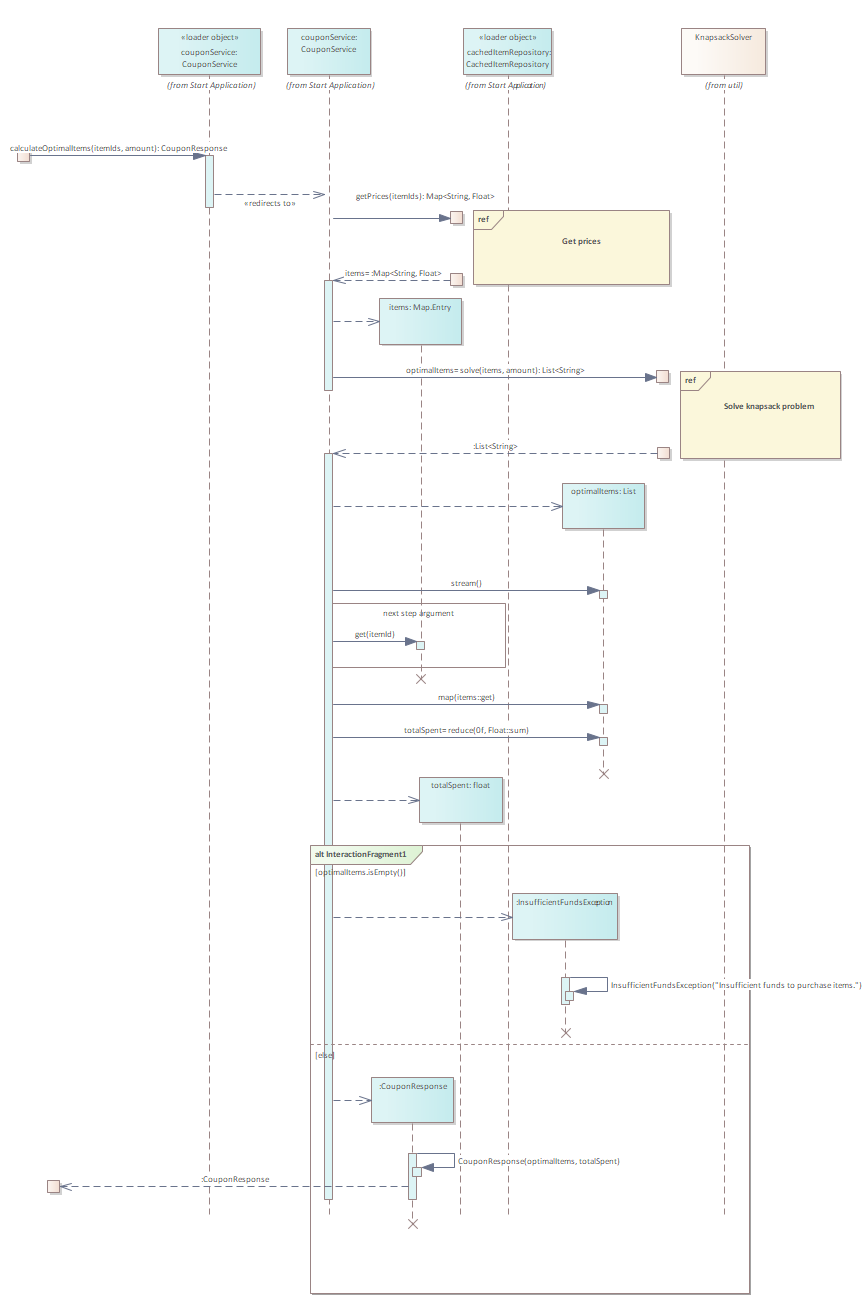 «loader object»
couponService:
CouponService
(from Start Application)
couponService:
CouponService
(from Start Application)
«loader object»
cachedItemRepository:
CachedItemRepository
(from Start Application)
KnapsackSolver
(from util)
calculateOptimalItems(itemIds, amount): CouponResponse
«redirects to»
getPrices(itemIds): Map<String, Float>
ref
Get prices
items= :Map<String, Float>
items: Map.Entry
optimalItems= solve(items, amount): List<String>
ref
Solve knapsack problem
:List<String>
optimalItems: List
stream()
next step argument
get(itemId)
map(items::get)
totalSpent= reduce(0f, Float::sum)
totalSpent: float
alt InteractionFragment1
[optimalItems.isEmpty()]
:InsufficientFundsException
InsufficientFundsException("Insufficient funds to purchase items.")
[else]
:CouponResponse
CouponResponse(optimalItems, totalSpent)
:CouponResponse